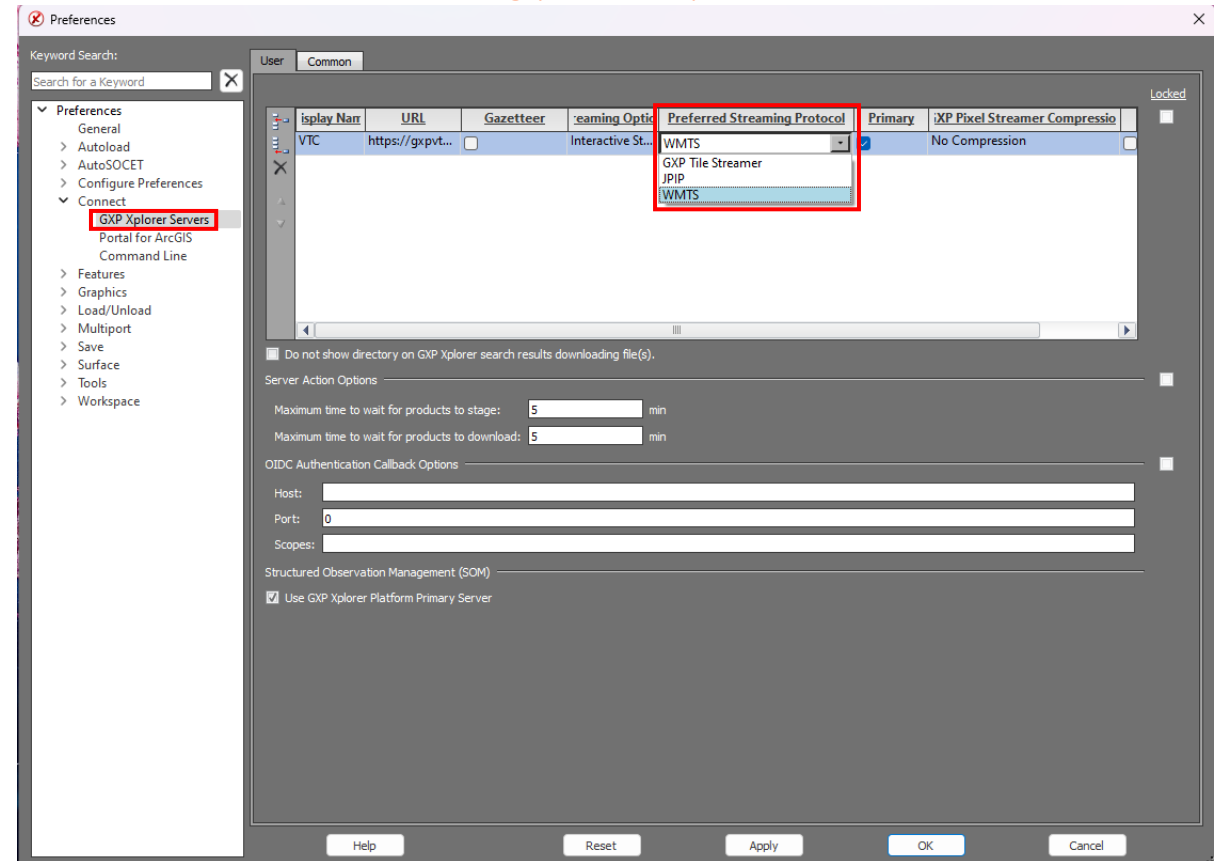 Preferences
Keyword Search:
Search for a Keyword
Preferences
General
Autoload
AutoSOCET
Configure Preferences
Connect
GXP Xplorer Servers
Portal for ArcGIS
Command Line
Features
Graphics
Load/Unload
Multiport
Save
Surface
Tools
Workspace
User Common
Locked
isplay Nam URL Gazetteer eaming Optio Preferred Streaming Protocol Primary XP Pixel Streamer Compressio
VTC https://gxpvt... Interactive St... WMTS No Compression
GXP Tile Streamer
JPIP
WMTS
Do not show directory on GXP Xplorer search results downloading file(s).
Server Action Options
Maximum time to wait for products to stage: 5 min
Maximum time to wait for products to download: 5 min
OIDC Authentication Callback Options
Host:
Port: 0
Scopes:
Structured Observation Management (SOM)
Use GXP Xplorer Platform Primary Server
Help Reset Apply OK Cancel